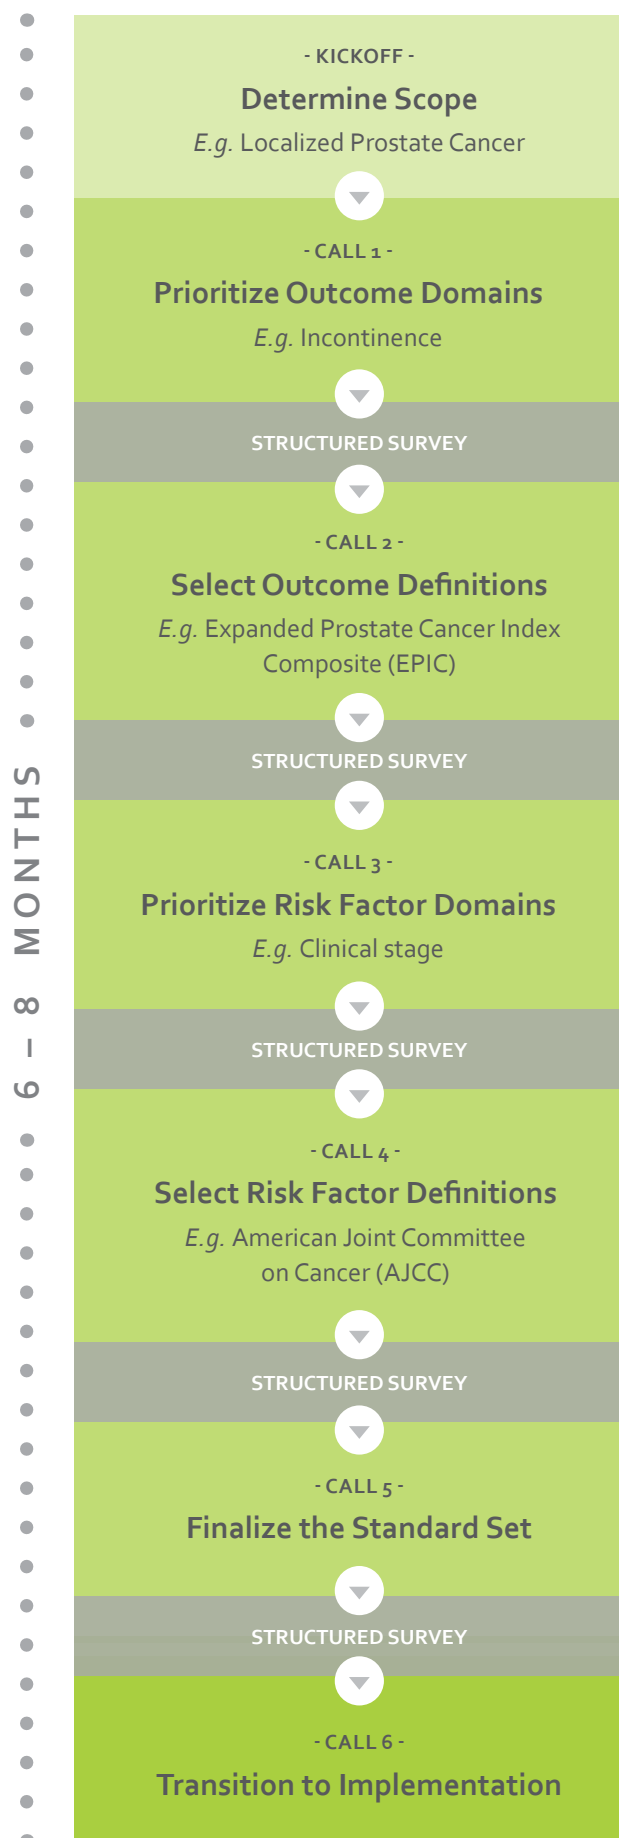 - KICKOFF -
Determine Scope
E.g. Localized Prostate Cancer
- CALL 1 -
Prioritize Outcome Domains
E.g. Incontinence
STRUCTURED SURVEY
- CALL 2 -
Select Outcome Definitions
E.g. Expanded Prostate Cancer Index
Composite (EPIC)
STRUCTURED SURVEY
- CALL 3 -
Prioritize Risk Factor Domains
E.g. Clinical stage
STRUCTURED SURVEY
- CALL 4 -
Select Risk Factor Definitions
E.g. American Joint Committee
on Cancer (AJCC)
STRUCTURED SURVEY
- CALL 5 -
Finalize the Standard Set
STRUCTURED SURVEY
- CALL 6 -
Transition to Implementation
6 – 8 MONTHS